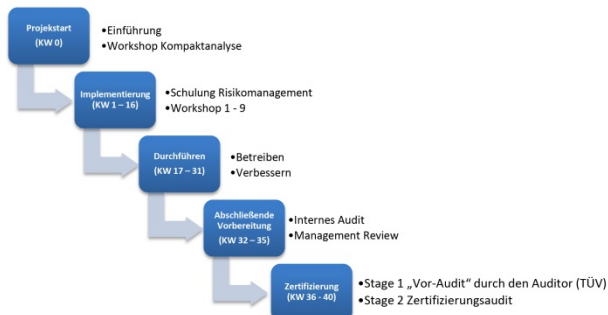 Projekstart
(KW 0)
•Einführung
•Workshop Kompaktanalyse
Implementierung
(KW 1 – 16)
•Schulung Risikomanagement
•Workshop 1 - 9
Durchführen
(KW 17 – 31)
•Betreiben
•Verbessern
Abschließende
Vorbereitung
(KW 32 – 35)
•Internes Audit
•Management Review
Zertifizierung
(KW 36 - 40)
•Stage 1 „Vor-Audit“ durch den Auditor (TÜV)
•Stage 2 Zertifizierungsaudit